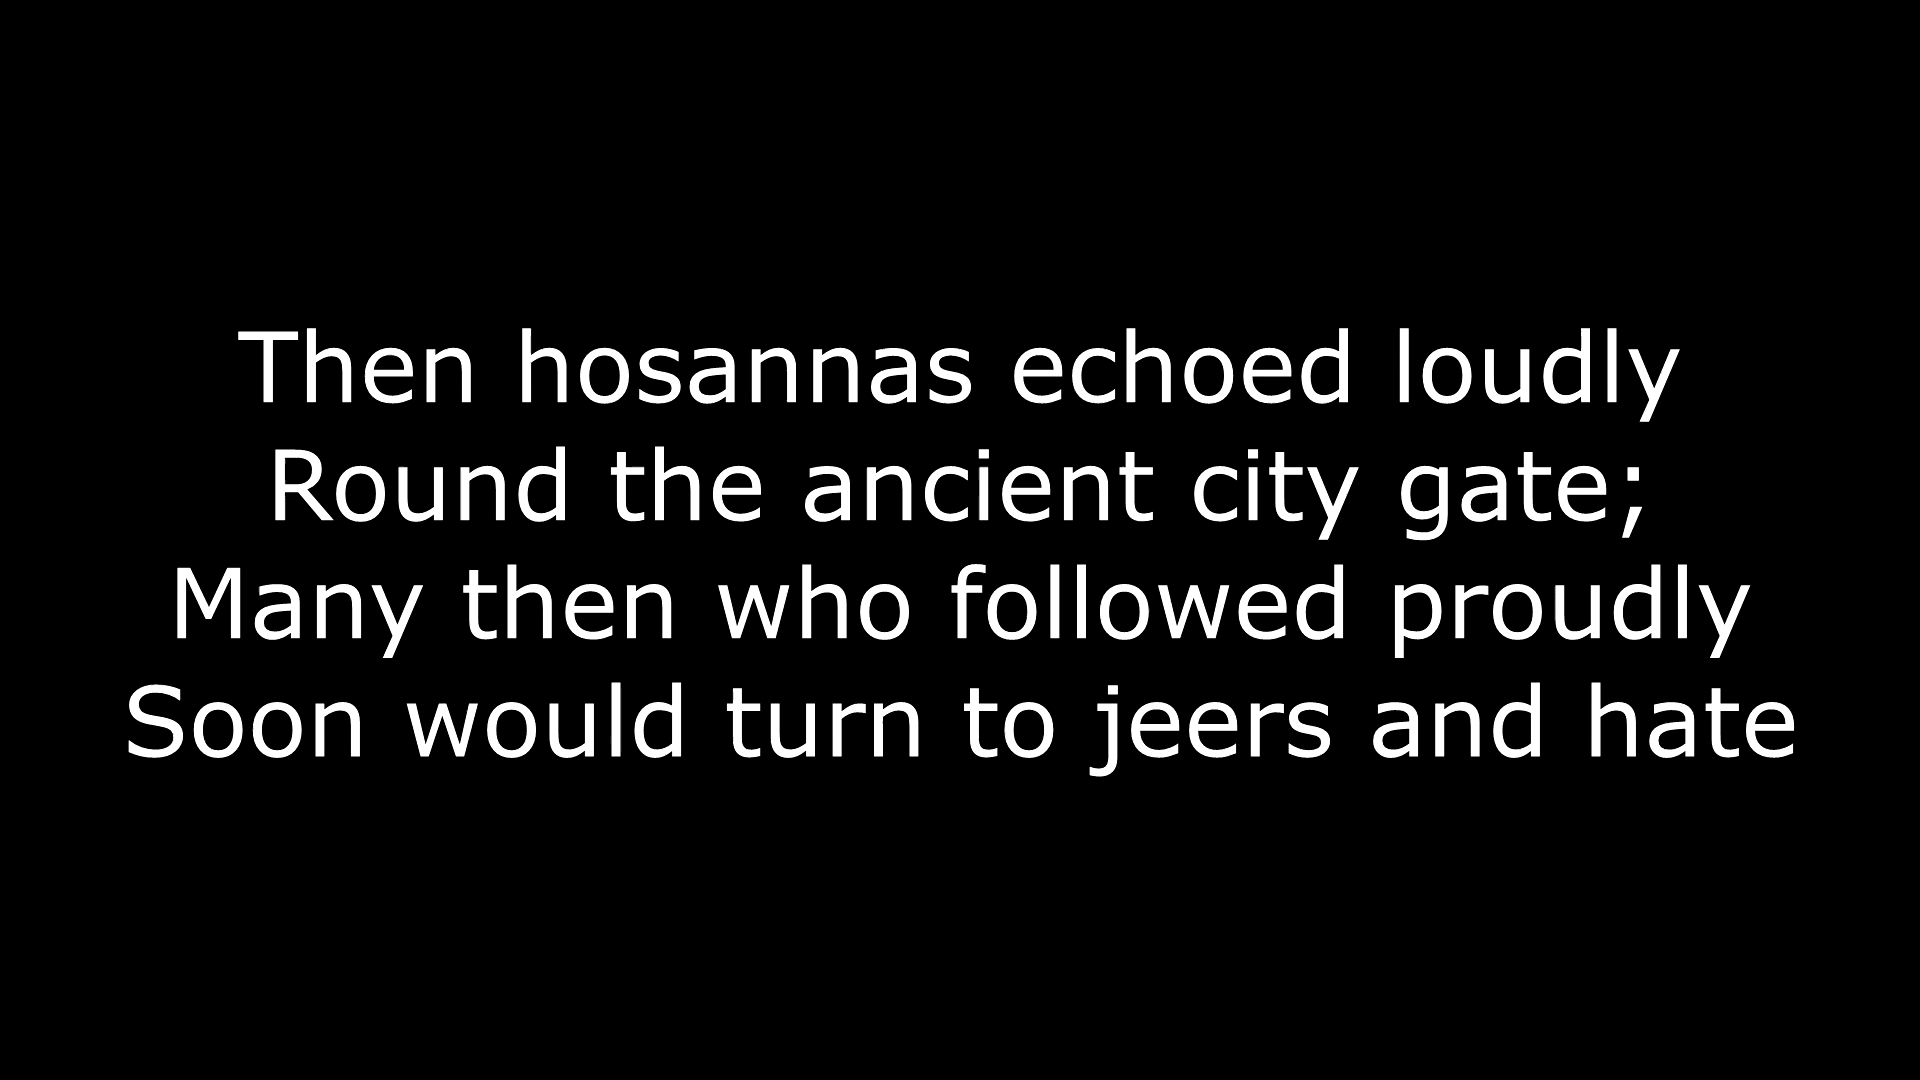 Then hosannas echoed loudly
Round the ancient city gate;
Many then who followed proudly
Soon would turn to jeers and hate